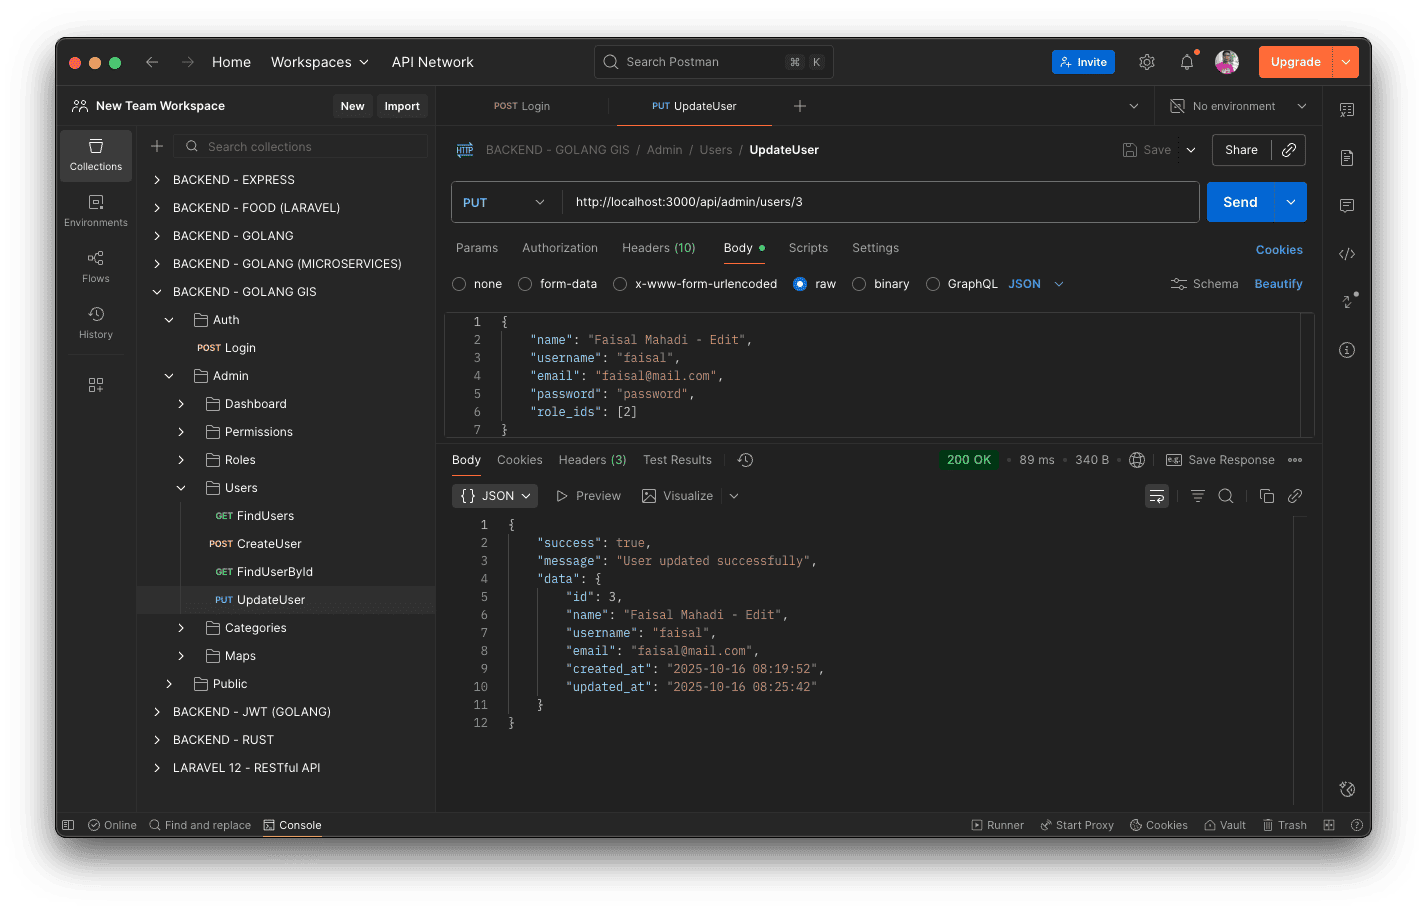 Home Workspaces API Network Search Postman ⌘ K Invite Upgrade
New Team Workspace New Import
POST Login PUT UpdateUser No environment
Collections
Environments
Flows
History
Search collections
BACKEND - EXPRESS
BACKEND - FOOD (LARAVEL)
BACKEND - GOLANG
BACKEND - GOLANG (MICROSERVICES)
BACKEND - GOLANG GIS
Auth
POST Login
Admin
Dashboard
Permissions
Roles
Users
GET FindUsers
POST CreateUser
GET FindUserById
PUT UpdateUser
Categories
Maps
Public
BACKEND - JWT (GOLANG)
BACKEND - RUST
LARAVEL 12 - RESTful API
HTTP BACKEND - GOLANG GIS / Admin / Users / UpdateUser Save Share
PUT http://localhost:3000/api/admin/users/3 Send
Params Authorization Headers (10) Body Scripts Settings Cookies
none form-data x-www-form-urlencoded raw binary GraphQL JSON Schema Beautify
1 {
2 "name": "Faisal Mahadi - Edit",
3 "username": "faisal",
4 "email": "faisal@mail.com",
5 "password": "password",
6 "role_ids": [2]
7 }
Body Cookies Headers (3) Test Results 200 OK • 89 ms • 340 B • e.g. Save Response
{} JSON Preview Visualize
1 {
2 "success": true,
3 "message": "User updated successfully",
4 "data": {
5 "id": 3,
6 "name": "Faisal Mahadi - Edit",
7 "username": "faisal",
8 "email": "faisal@mail.com",
9 "created_at": "2025-10-16 08:19:52",
10 "updated_at": "2025-10-16 08:25:42"
11 }
12 }
Online Find and replace Console Runner Start Proxy Cookies Vault Trash